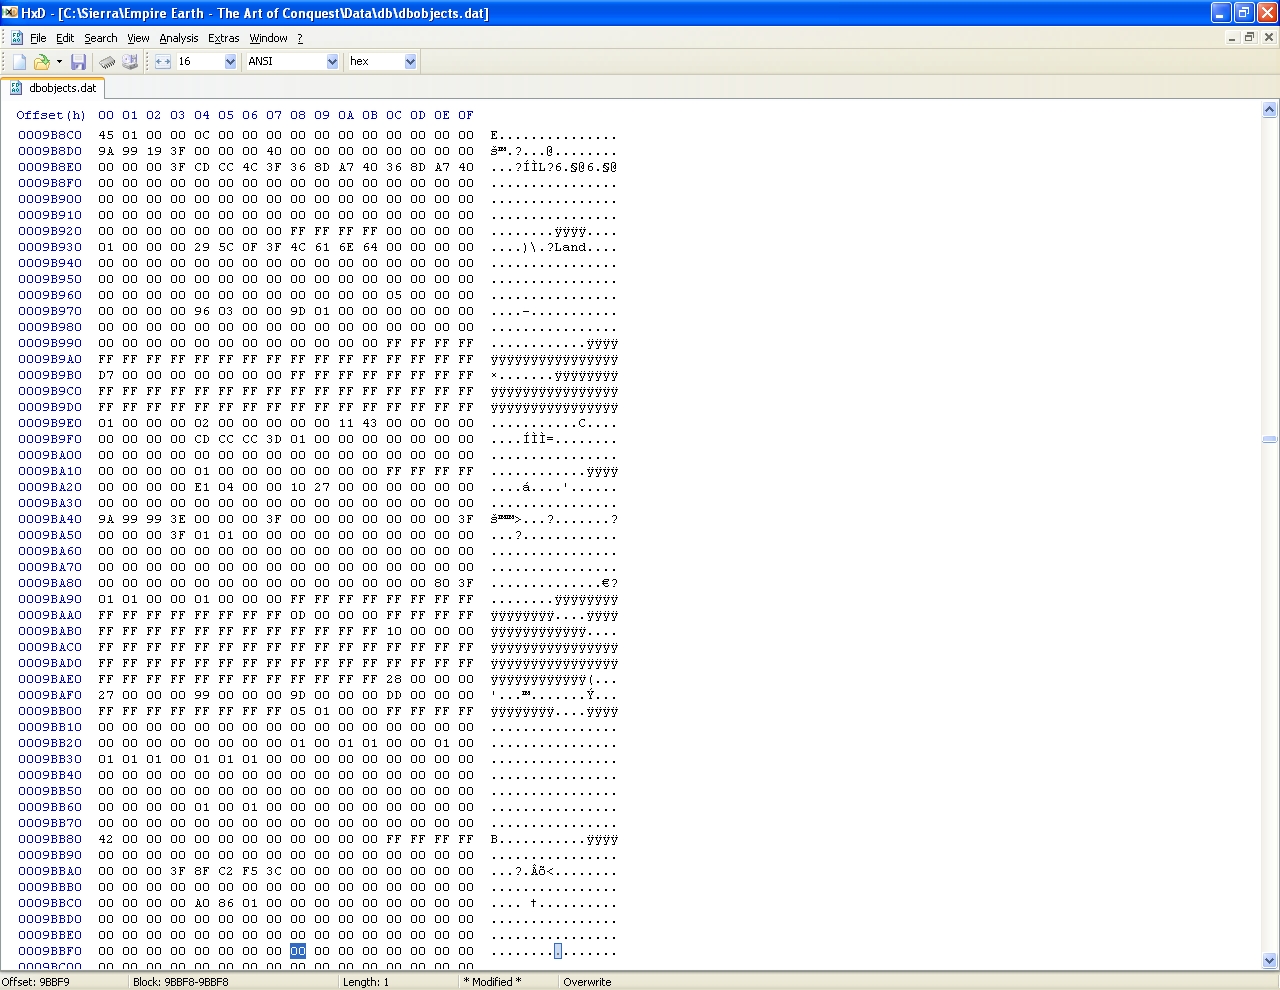 HxD - [C:\Sierra\Empire Earth - The Art of Conquest\Data\db\dbobjects.dat]
File Edit Search View Analysis Extras Window ?
16 ANSI hex
dbobjects.dat
Offset(h) 00 01 02 03 04 05 06 07 08 09 0A 0B 0C 0D 0E 0F
0009B8C0 45 01 00 00 0C 00 00 00 00 00 00 00 00 00 00 00 E...............
0009B8D0 9A 99 19 3F 00 00 00 40 00 00 00 00 00 00 00 00 š™.?...@........
0009B8E0 00 00 00 3F CD CC 4C 3F 36 8D A7 40 36 8D A7 40 ...?ÍÌL?6.§@6.§@
0009B8F0 00 00 00 00 00 00 00 00 00 00 00 00 00 00 00 00 ................
0009B900 00 00 00 00 00 00 00 00 00 00 00 00 00 00 00 00 ................
0009B910 00 00 00 00 00 00 00 00 00 00 00 00 00 00 00 00 ................
0009B920 00 00 00 00 00 00 00 00 FF FF FF FF 00 00 00 00 ........ÿÿÿÿ....
0009B930 01 00 00 00 29 5C 0F 3F 4C 61 6E 64 00 00 00 00 ....)\.?Land....
0009B940 00 00 00 00 00 00 00 00 00 00 00 00 00 00 00 00 ................
0009B950 00 00 00 00 00 00 00 00 00 00 00 00 00 00 00 00 ................
0009B960 00 00 00 00 00 00 00 00 00 00 00 00 05 00 00 00 ................
0009B970 00 00 00 00 96 03 00 00 9D 01 00 00 00 00 00 00 ....–...........
0009B980 00 00 00 00 00 00 00 00 00 00 00 00 00 00 00 00 ................
0009B990 00 00 00 00 00 00 00 00 00 00 00 00 FF FF FF FF ............ÿÿÿÿ
0009B9A0 FF FF FF FF FF FF FF FF FF FF FF FF FF FF FF FF ÿÿÿÿÿÿÿÿÿÿÿÿÿÿÿÿ
0009B9B0 D7 00 00 00 00 00 00 00 FF FF FF FF FF FF FF FF ×.......ÿÿÿÿÿÿÿÿ
0009B9C0 FF FF FF FF FF FF FF FF FF FF FF FF FF FF FF FF ÿÿÿÿÿÿÿÿÿÿÿÿÿÿÿÿ
0009B9D0 FF FF FF FF FF FF FF FF FF FF FF FF FF FF FF FF ÿÿÿÿÿÿÿÿÿÿÿÿÿÿÿÿ
0009B9E0 01 00 00 00 02 00 00 00 00 00 11 43 00 00 00 00 ...........C....
0009B9F0 00 00 00 00 CD CC CC 3D 01 00 00 00 00 00 00 00 ....ÍÌÌ=........
0009BA00 00 00 00 00 00 00 00 00 00 00 00 00 00 00 00 00 ................
0009BA10 00 00 00 00 01 00 00 00 00 00 00 00 FF FF FF FF ............ÿÿÿÿ
0009BA20 00 00 00 00 E1 04 00 00 10 27 00 00 00 00 00 00 ....á....'......
0009BA30 00 00 00 00 00 00 00 00 00 00 00 00 00 00 00 00 ................
0009BA40 9A 99 99 3E 00 00 00 3F 00 00 00 00 00 00 00 3F š™™>...?.......?
0009BA50 00 00 00 3F 01 01 00 00 00 00 00 00 00 00 00 00 ...?............
0009BA60 00 00 00 00 00 00 00 00 00 00 00 00 00 00 00 00 ................
0009BA70 00 00 00 00 00 00 00 00 00 00 00 00 00 00 00 00 ................
0009BA80 00 00 00 00 00 00 00 00 00 00 00 00 00 00 80 3F ..............€?
0009BA90 01 01 00 00 01 00 00 00 FF FF FF FF FF FF FF FF ........ÿÿÿÿÿÿÿÿ
0009BAA0 FF FF FF FF FF FF FF FF 0D 00 00 00 FF FF FF FF ÿÿÿÿÿÿÿÿ....ÿÿÿÿ
0009BAB0 FF FF FF FF FF FF FF FF FF FF FF FF 10 00 00 00 ÿÿÿÿÿÿÿÿÿÿÿÿ....
0009BAC0 FF FF FF FF FF FF FF FF FF FF FF FF FF FF FF FF ÿÿÿÿÿÿÿÿÿÿÿÿÿÿÿÿ
0009BAD0 FF FF FF FF FF FF FF FF FF FF FF FF FF FF FF FF ÿÿÿÿÿÿÿÿÿÿÿÿÿÿÿÿ
0009BAE0 FF FF FF FF FF FF FF FF FF FF FF FF 28 00 00 00 ÿÿÿÿÿÿÿÿÿÿÿÿ(...
0009BAF0 27 00 00 00 99 00 00 00 9D 00 00 00 DD 00 00 00 '...™.......Ý...
0009BB00 FF FF FF FF FF FF FF FF 05 01 00 00 FF FF FF FF ÿÿÿÿÿÿÿÿ....ÿÿÿÿ
0009BB10 00 00 00 00 00 00 00 00 00 00 00 00 00 00 00 00 ................
0009BB20 00 00 00 00 00 00 00 00 01 00 01 01 00 00 01 00 ................
0009BB30 01 01 01 00 01 01 01 00 00 00 00 00 00 00 00 00 ................
0009BB40 00 00 00 00 00 00 00 00 00 00 00 00 00 00 00 00 ................
0009BB50 00 00 00 00 00 00 00 00 00 00 00 00 00 00 00 00 ................
0009BB60 00 00 00 00 01 00 01 00 00 00 00 00 00 00 00 00 ................
0009BB70 00 00 00 00 00 00 00 00 00 00 00 00 00 00 00 00 ................
0009BB80 42 00 00 00 00 00 00 00 00 00 00 00 FF FF FF FF B...........ÿÿÿÿ
0009BB90 00 00 00 00 00 00 00 00 00 00 00 00 00 00 00 00 ................
0009BBA0 00 00 00 3F 8F C2 F5 3C 00 00 00 00 00 00 00 00 ...?.Âõ<........
0009BBB0 00 00 00 00 00 00 00 00 00 00 00 00 00 00 00 00 ................
0009BBC0 00 00 00 00 A0 86 01 00 00 00 00 00 00 00 00 00 .... †..........
0009BBD0 00 00 00 00 00 00 00 00 00 00 00 00 00 00 00 00 ................
0009BBE0 00 00 00 00 00 00 00 00 00 00 00 00 00 00 00 00 ................
0009BBF0 00 00 00 00 00 00 00 00 00 00 00 00 00 00 00 00 ................
0009BC00 00 00 00 00 00 00 00 00 00 00 00 00 00 00 00 00 ................
Offset: 9BBF9 Block: 9BBF8-9BBF8 Length: 1 * Modified * Overwrite